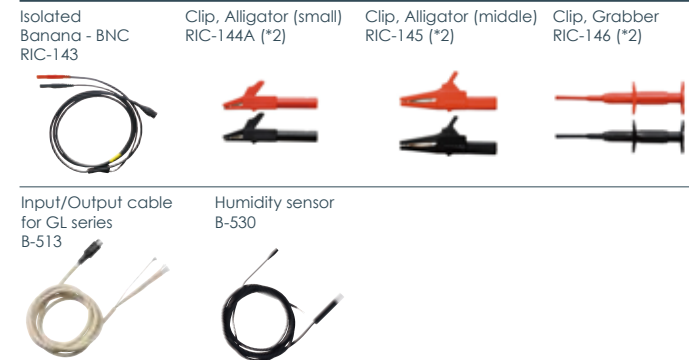 Isolated
Banana - BNC
RIC-143
Clip, Alligator (small)
RIC-144A (*2)
Clip, Alligator (middle)
RIC-145 (*2)
Clip, Grabber
RIC-146 (*2)
Input/Output cable
for GL series
B-513
Humidity sensor
B-530